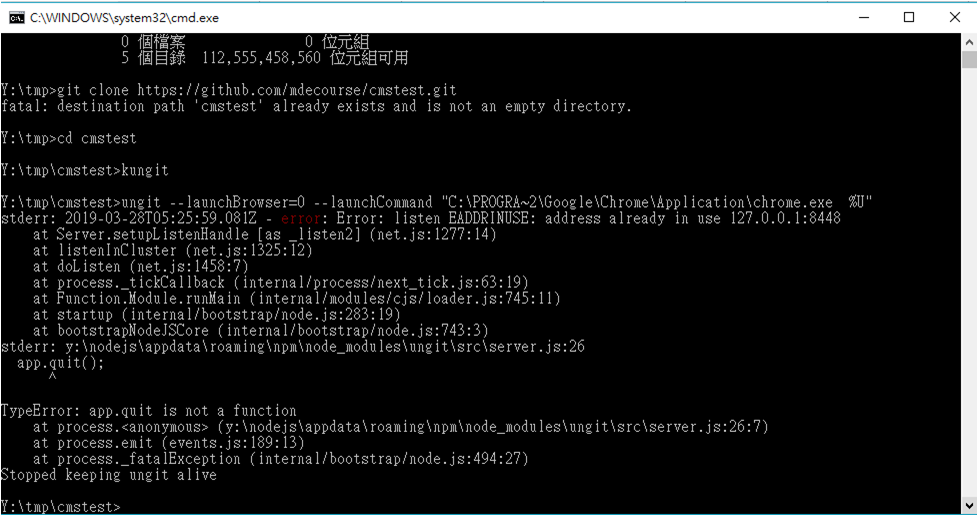 C:\WINDOWS\system32\cmd.exe
0 個檔案 0 位元組
5 個目錄 112,555,458,560 位元組可用
Y:\tmp>git clone https://github.com/mdecourse/cmstest.git
fatal: destination path 'cmstest' already exists and is not an empty directory.
Y:\tmp>cd cmstest
Y:\tmp\cmstest>kungit
Y:\tmp\cmstest>ungit --launchBrowser=0 --launchCommand "C:\PROGRA~2\Google\Chrome\Application\chrome.exe %U"
stderr: 2019-03-28T05:25:59.081Z - error: Error: listen EADDRINUSE: address already in use 127.0.0.1:8448
at Server.setupListenHandle [as _listen2] (net.js:1277:14)
at listenInCluster (net.js:1325:12)
at doListen (net.js:1458:7)
at process._tickCallback (internal/process/next_tick.js:63:19)
at Function.Module.runMain (internal/modules/cjs/loader.js:745:11)
at startup (internal/bootstrap/node.js:283:19)
at bootstrapNodeJSCore (internal/bootstrap/node.js:743:3)
stderr: y:\nodejs\appdata\roaming\npm\node_modules\ungit\src\server.js:26
app.quit();
^
TypeError: app.quit is not a function
at process.<anonymous> (y:\nodejs\appdata\roaming\npm\node_modules\ungit\src\server.js:26:7)
at process.emit (events.js:189:13)
at process._fatalException (internal/bootstrap/node.js:494:27)
Stopped keeping ungit alive
Y:\tmp\cmstest>